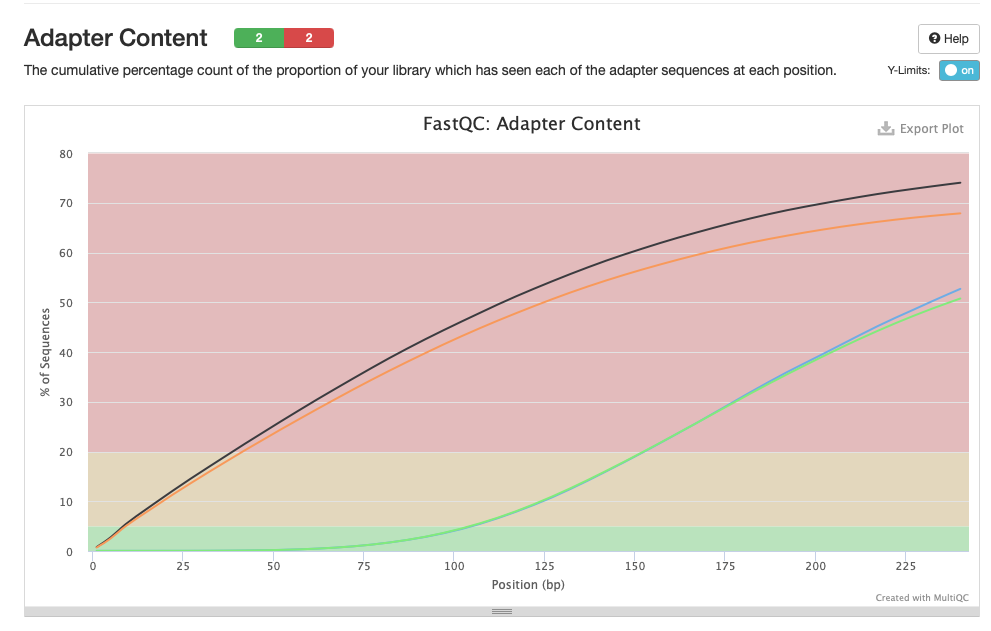 Adapter Content 2 2 Help
The cumulative percentage count of the proportion of your library which has seen each of the adapter sequences at each position. Y-Limits: on
FastQC: Adapter Content
Export Plot
80
70
60
50
40
30
20
10
0
% of Sequences
0 25 50 75 100 125 150 175 200 225
Position (bp)
Created with MultiQC